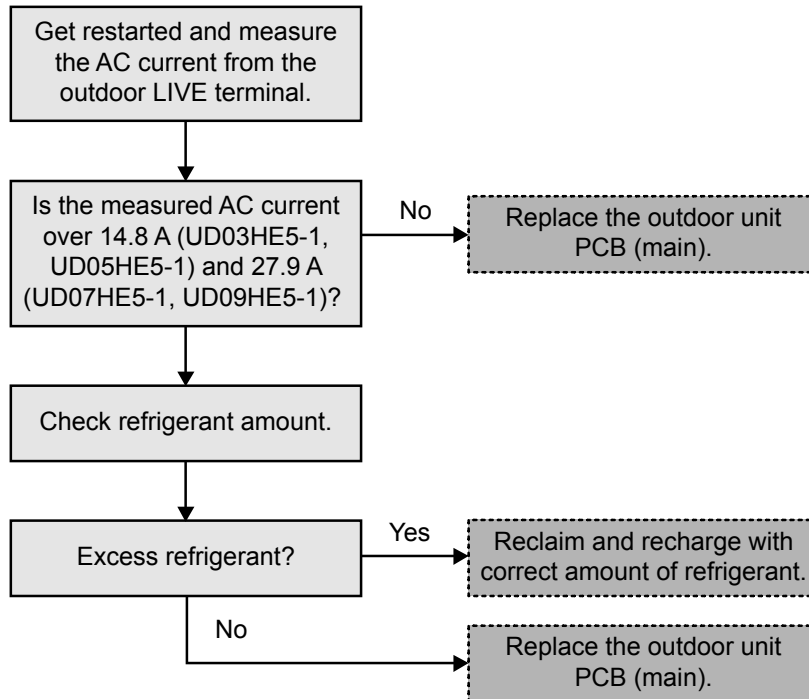 Get restarted and measure
the AC current from the
outdoor LIVE terminal.
Is the measured AC current
over 14.8 A (UD03HE5-1,
UD05HE5-1) and 27.9 A
(UD07HE5-1, UD09HE5-1)?
No
Replace the outdoor unit
PCB (main).
Check refrigerant amount.
Excess refrigerant?
Yes
Reclaim and recharge with
correct amount of refrigerant.
No
Replace the outdoor unit
PCB (main).